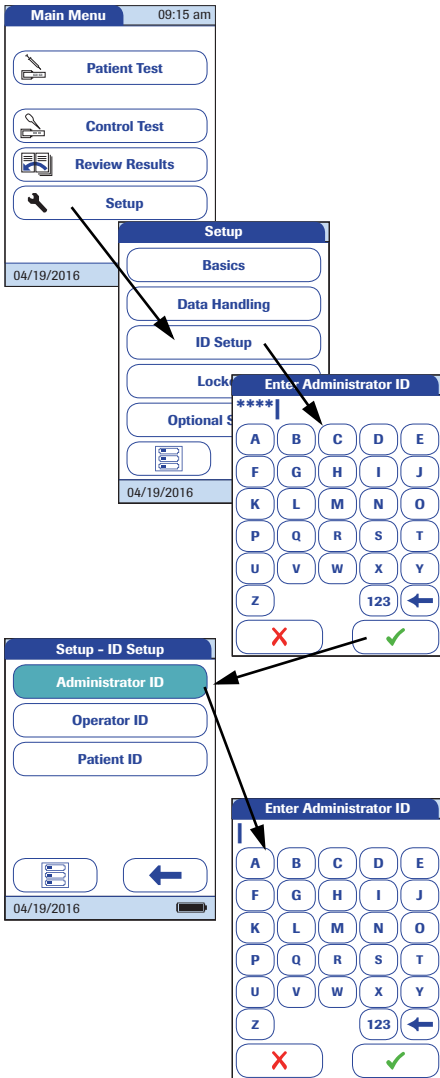 Main Menu 09:15 am
Patient Test
Control Test
Review Results
Setup
04/19/2016
Setup
Basics
Data Handling
ID Setup
Locko
Optional S
04/19/2016
Enter Administrator ID
****
A B C D E
F G H I J
K L M N O
P Q R S T
U V W X Y
Z 123
Setup - ID Setup
Administrator ID
Operator ID
Patient ID
04/19/2016
Enter Administrator ID
A B C D E
F G H I J
K L M N O
P Q R S T
U V W X Y
Z 123